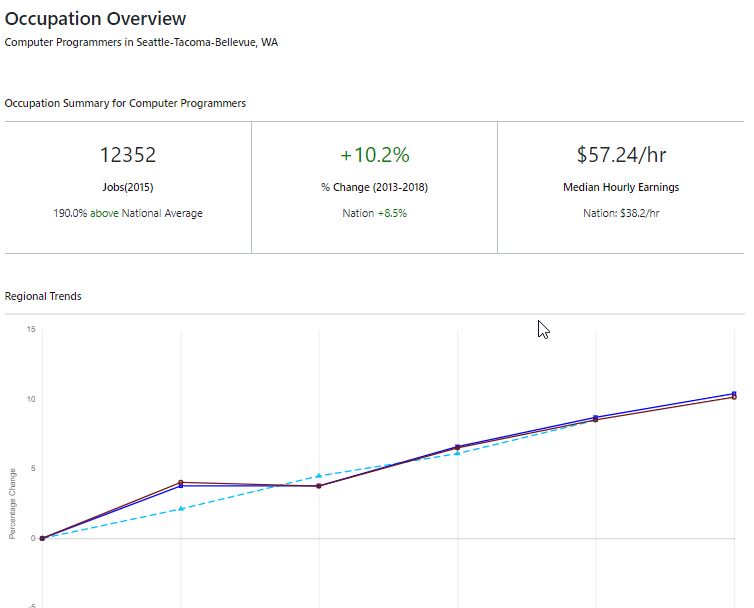 Occupation Overview
Computer Programmers in Seattle-Tacoma-Bellevue, WA
Occupation Summary for Computer Programmers
12352
Jobs(2015)
190.0% above National Average
+10.2%
% Change (2013-2018)
Nation +8.5%
$57.24/hr
Median Hourly Earnings
Nation: $38.2/hr
Regional Trends
15
10
5
0
-5
Percentage Change